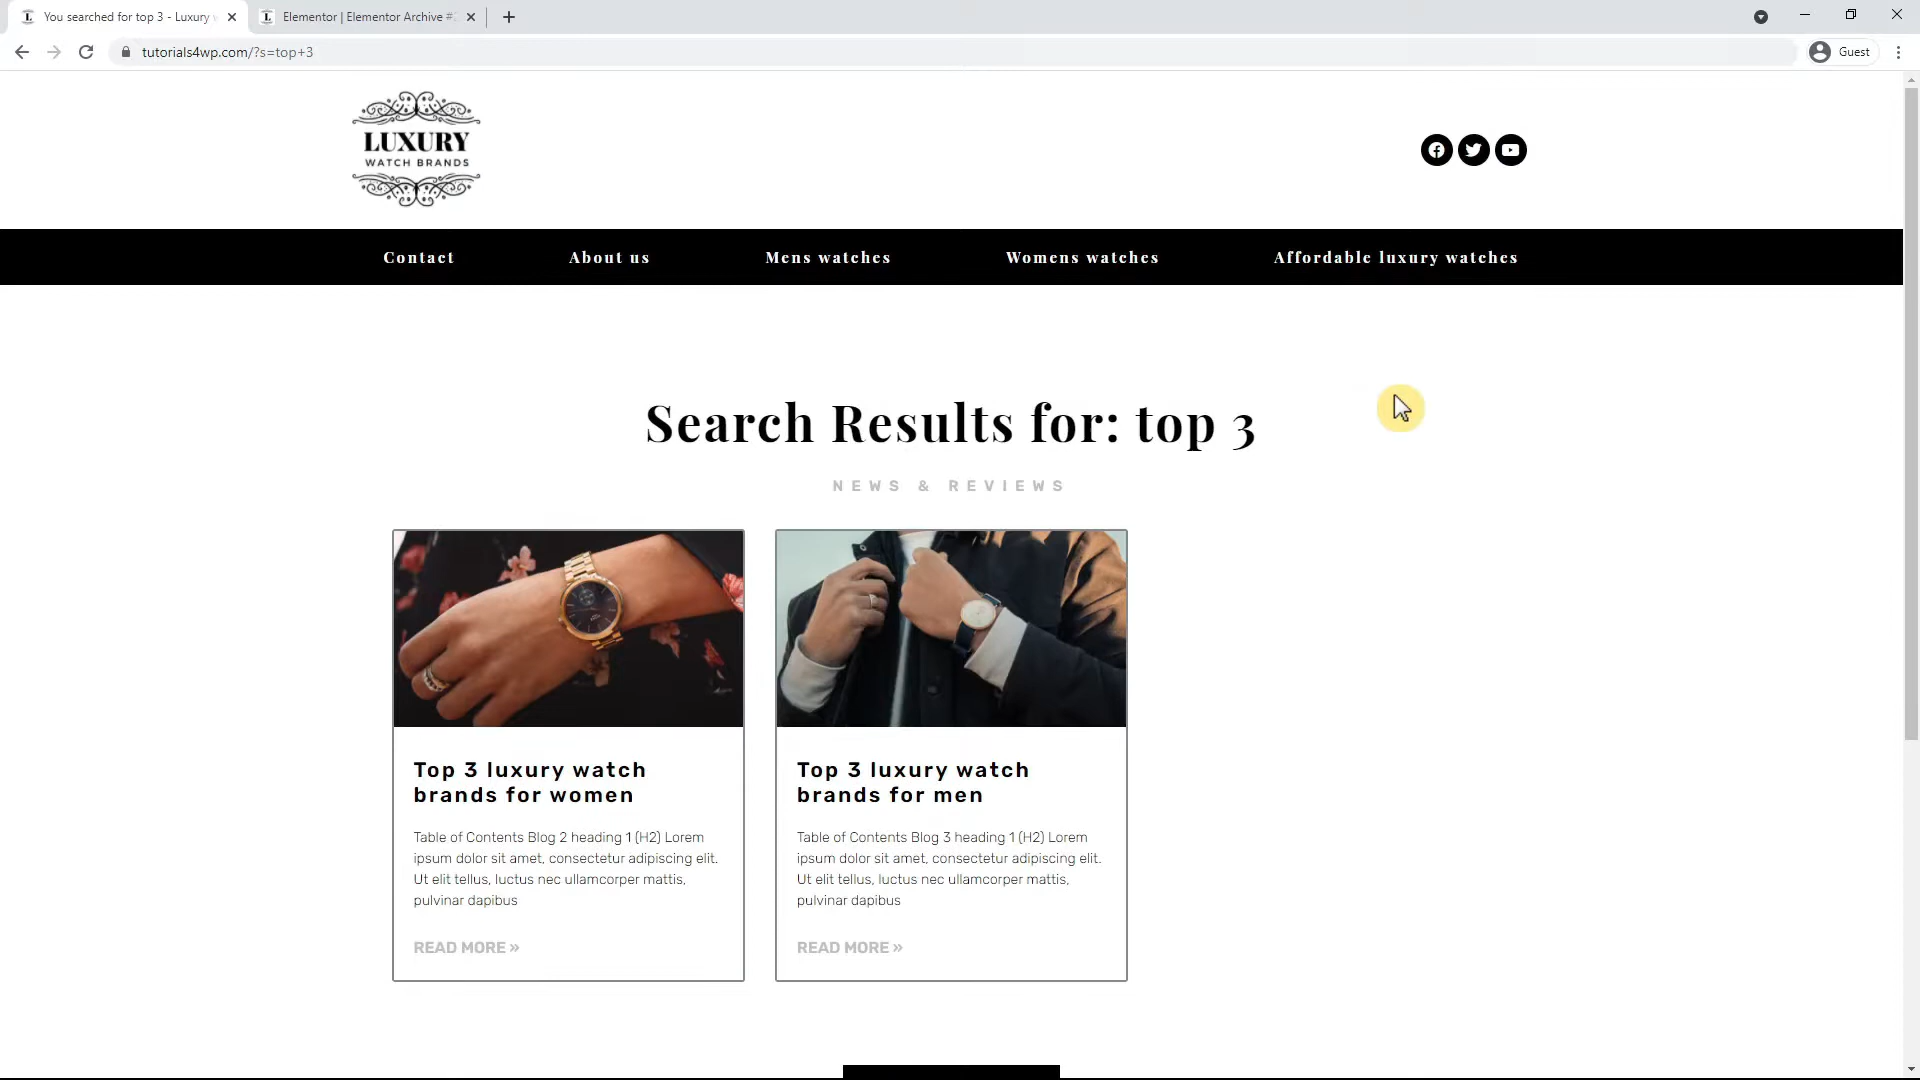 You searched for top 3 - Luxury
Elementor | Elementor Archive #
tutorials4wp.com/?s=top+3
Guest
LUXURY
WATCH BRANDS
Contact
About us
Mens watches
Womens watches
Affordable luxury watches
Search Results for: top 3
NEWS & REVIEWS
Top 3 luxury watch
brands for women
Table of Contents Blog 2 heading 1 (H2) Lorem
ipsum dolor sit amet, consectetur adipiscing elit.
Ut elit tellus, luctus nec ullamcorper mattis,
pulvinar dapibus
READ MORE »
Top 3 luxury watch
brands for men
Table of Contents Blog 3 heading 1 (H2) Lorem
ipsum dolor sit amet, consectetur adipiscing elit.
Ut elit tellus, luctus nec ullamcorper mattis,
pulvinar dapibus
READ MORE »